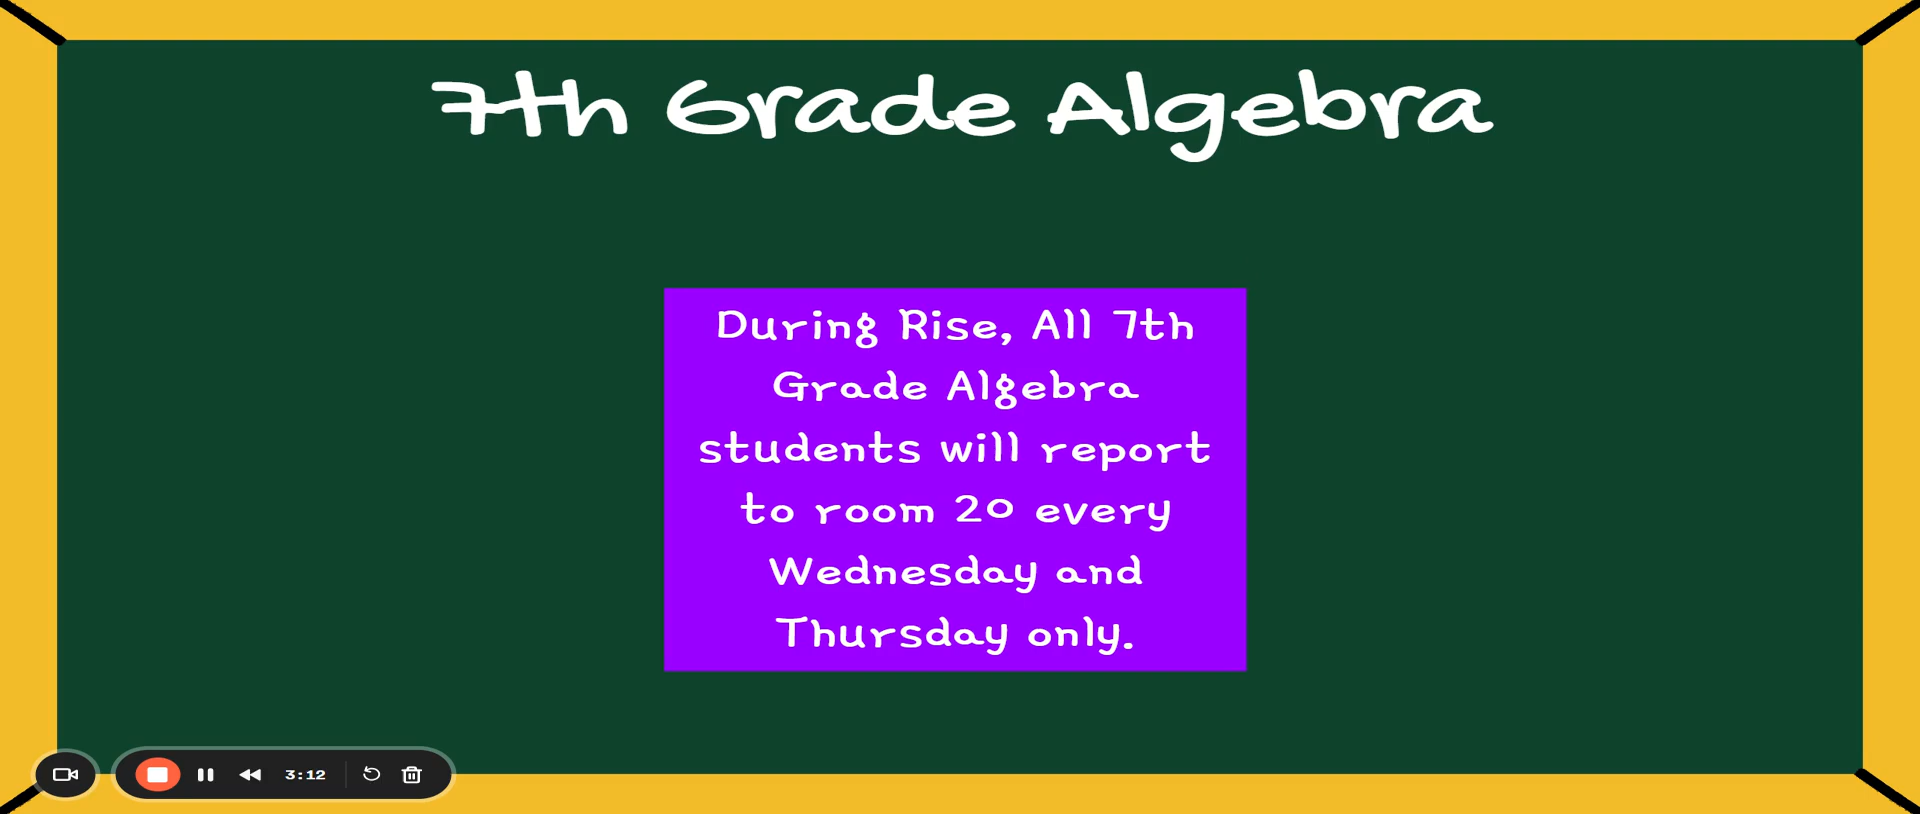 7th Grade Algebra
During Rise, All 7th
Grade Algebra
students will report
to room 20 every
Wednesday and
Thursday only.
3:12